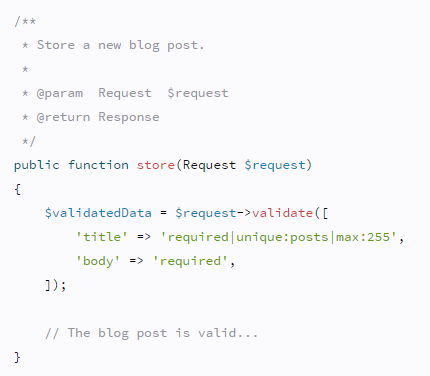 /**
 * Store a new blog post.
 *
 * @param  Request  $request
 * @return Response
 */
public function store(Request $request)
{
    $validatedData = $request->validate([
        'title' => 'required|unique:posts|max:255',
        'body' => 'required',
    ]);

    // The blog post is valid...
}